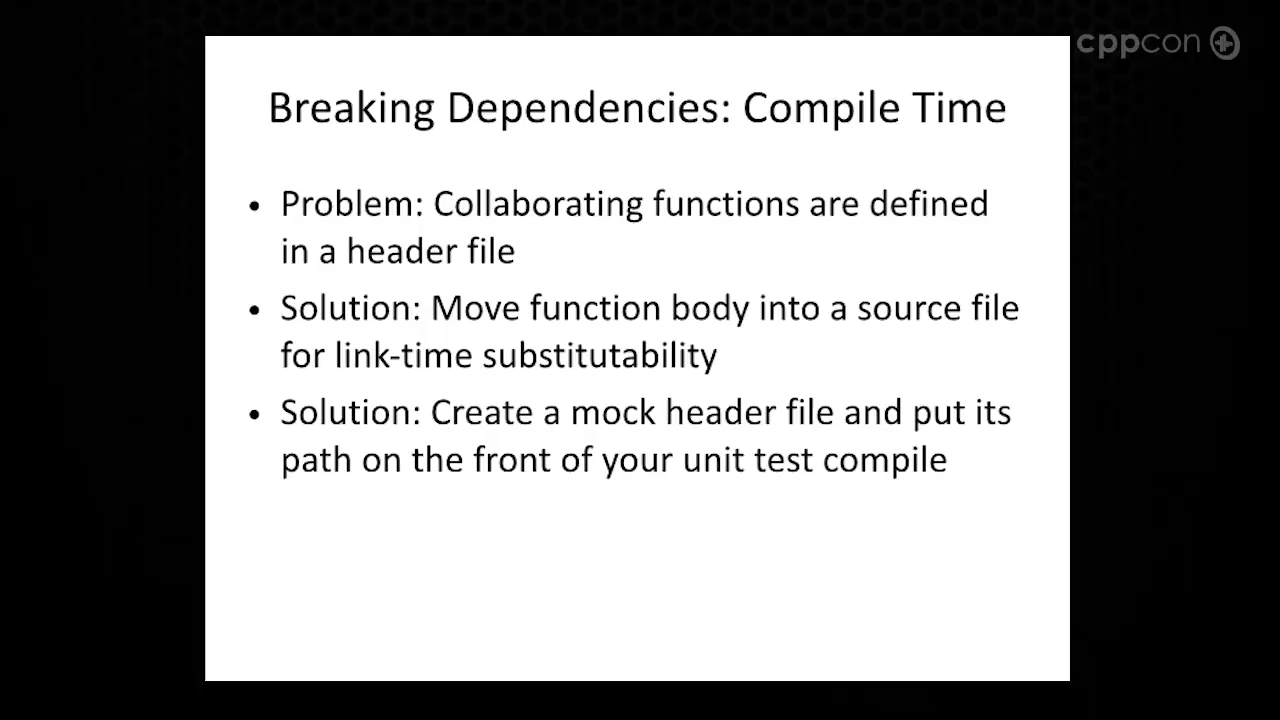 cppcon
Breaking Dependencies: Compile Time
• Problem: Collaborating functions are defined
in a header file
• Solution: Move function body into a source file
for link-time substitutability
• Solution: Create a mock header file and put its
path on the front of your unit test compile